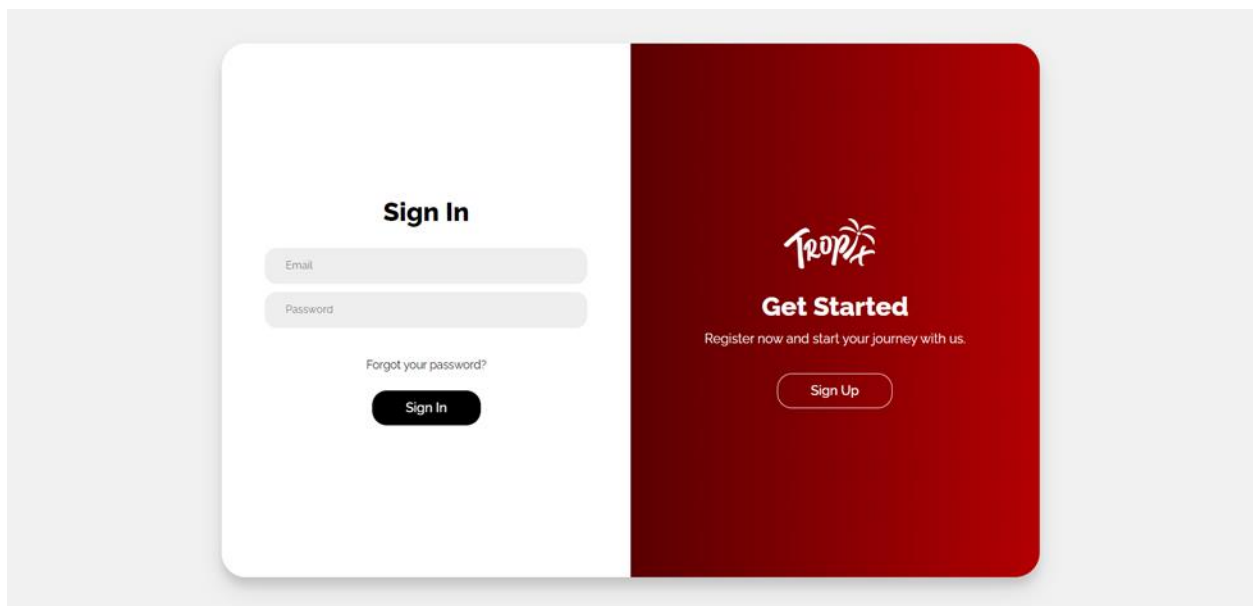 Sign In
Email
Password
Forgot your password?
Sign In
Tropix
Get Started
Register now and start your journey with us.
Sign Up